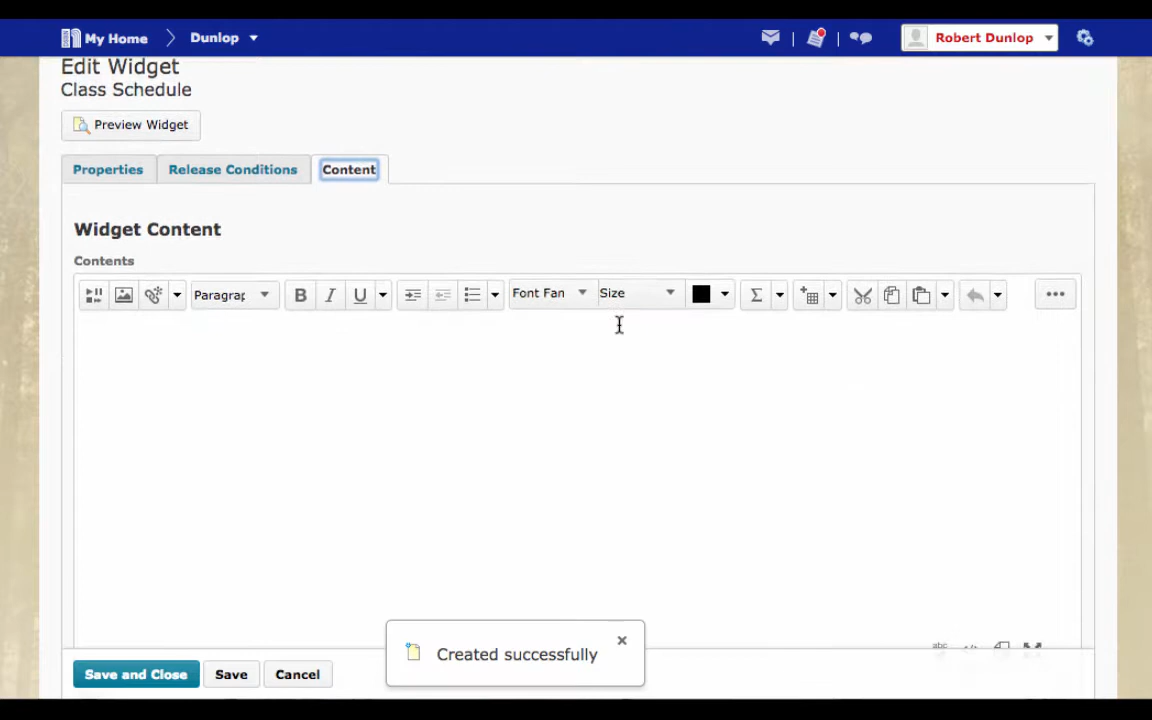 My Home Dunlop Robert Dunlop
Edit Widget
Class Schedule
Preview Widget
Properties Release Conditions Content
Widget Content
Contents
Paragrap B I U Font Fan Size Σ
Created successfully
Save and Close Save Cancel